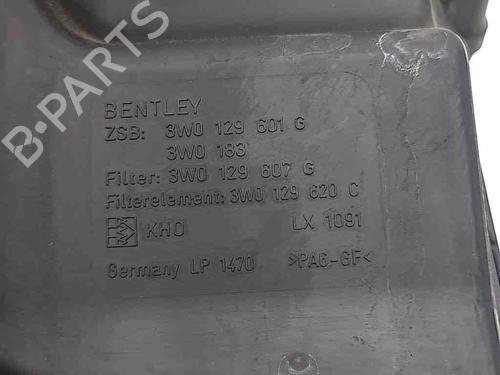 BENTLEY
ZSB: 3W0 129 601 G
3W0 183
Filter: 3W0 129 607 G
Filterelement: 3W0 129 620 C
KHO LX 1091
Germany LP 1470 >PA6-GF<
B-PARTS